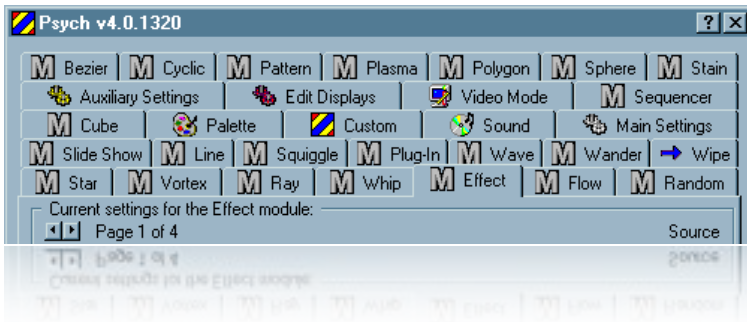 Psych v4.0.1320
Bezier Cyclic Pattern Plasma Polygon Sphere Stain
Auxiliary Settings Edit Displays Video Mode Sequencer
Cube Palette Custom Sound Main Settings
Slide Show Line Squiggle Plug-In Wave Wander Wipe
Star Vortex Ray Whip Effect Flow Random
Current settings for the Effect module:
Page 1 of 4 Source